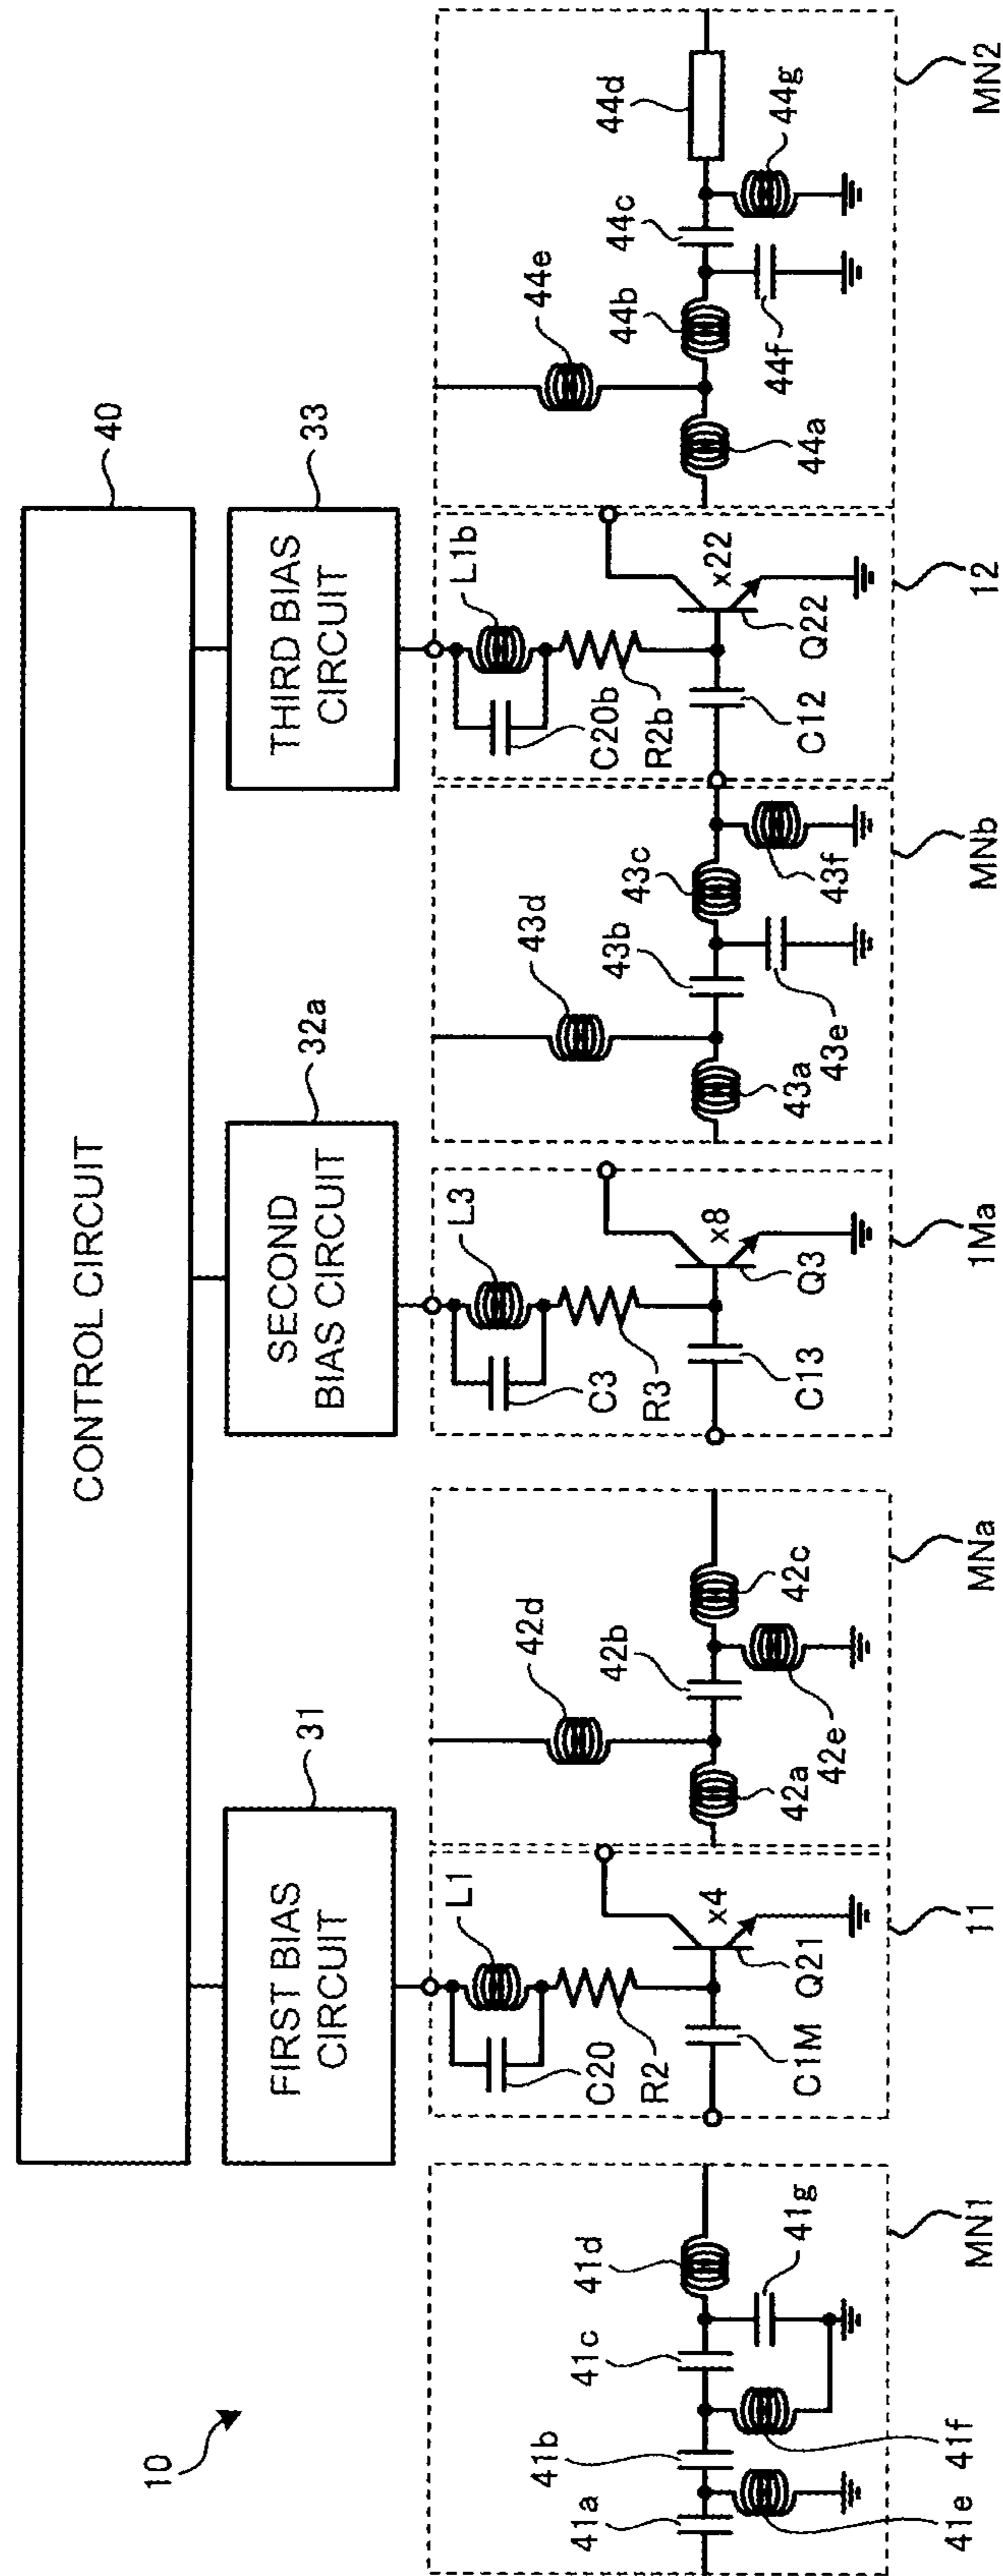 10
CONTROL CIRCUIT
40
FIRST BIAS
CIRCUIT
31
SECOND
BIAS CIRCUIT
32a
THIRD BIAS
CIRCUIT
33
41a
41b
41c
41d
41e
41f
41g
MN1
C20
L1
R2
C1M
x4
Q21
11
42a
42b
42c
42d
42e
MNa
C3
L3
R3
C13
x8
Q3
1Ma
43a
43b
43c
43d
43e
43f
MNb
C20b
L1b
R2b
C12
x22
Q22
12
44a
44b
44c
44d
44e
44f
44g
MN2